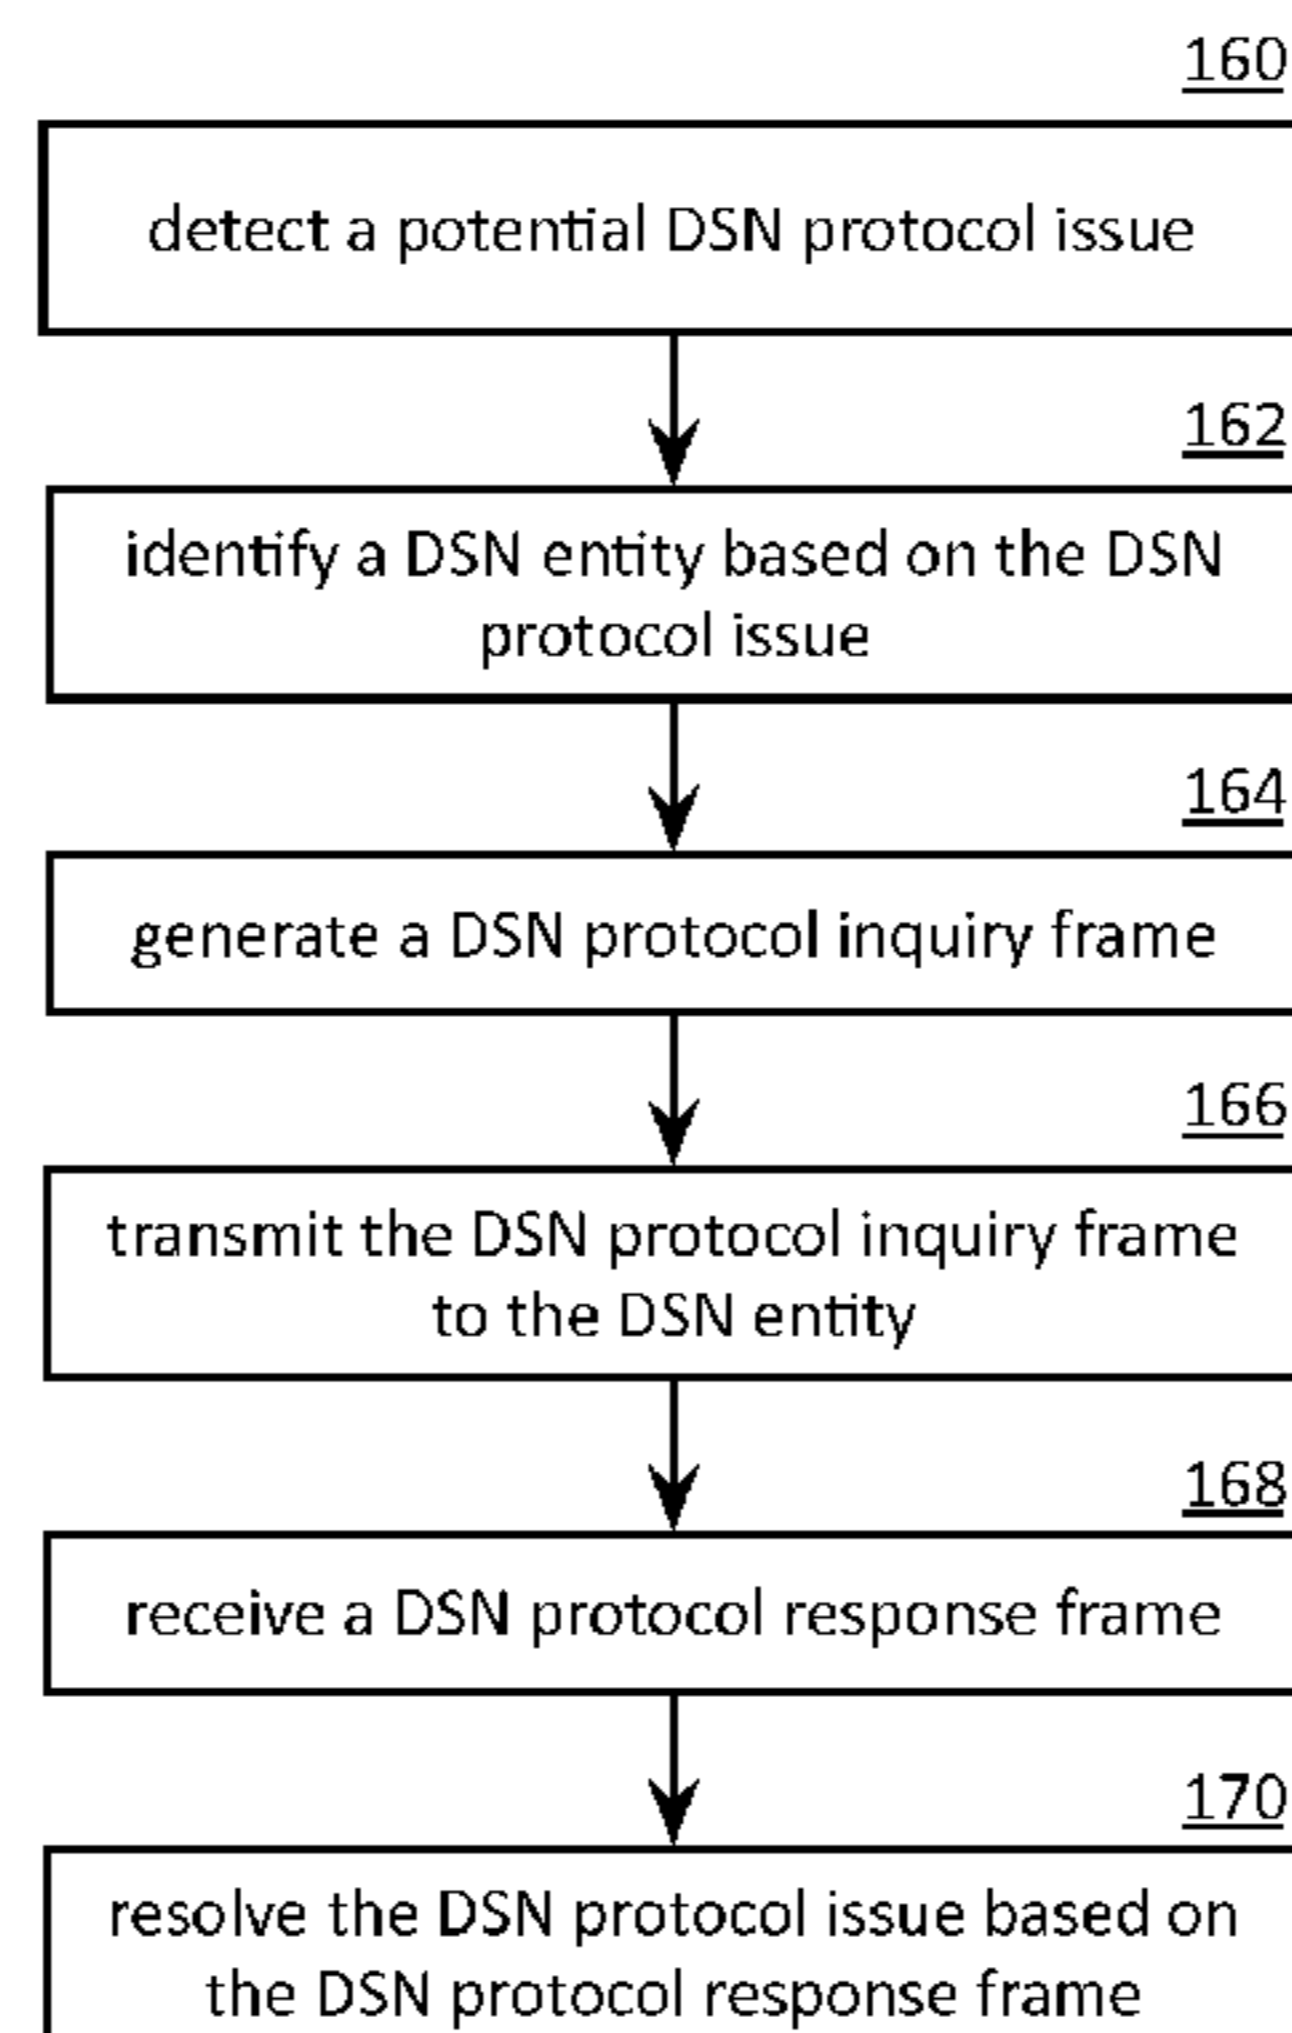 160
detect a potential DSN protocol issue
162
identify a DSN entity based on the DSN
protocol issue
164
generate a DSN protocol inquiry frame
166
transmit the DSN protocol inquiry frame
to the DSN entity
168
receive a DSN protocol response frame
170
resolve the DSN protocol issue based on
the DSN protocol response frame